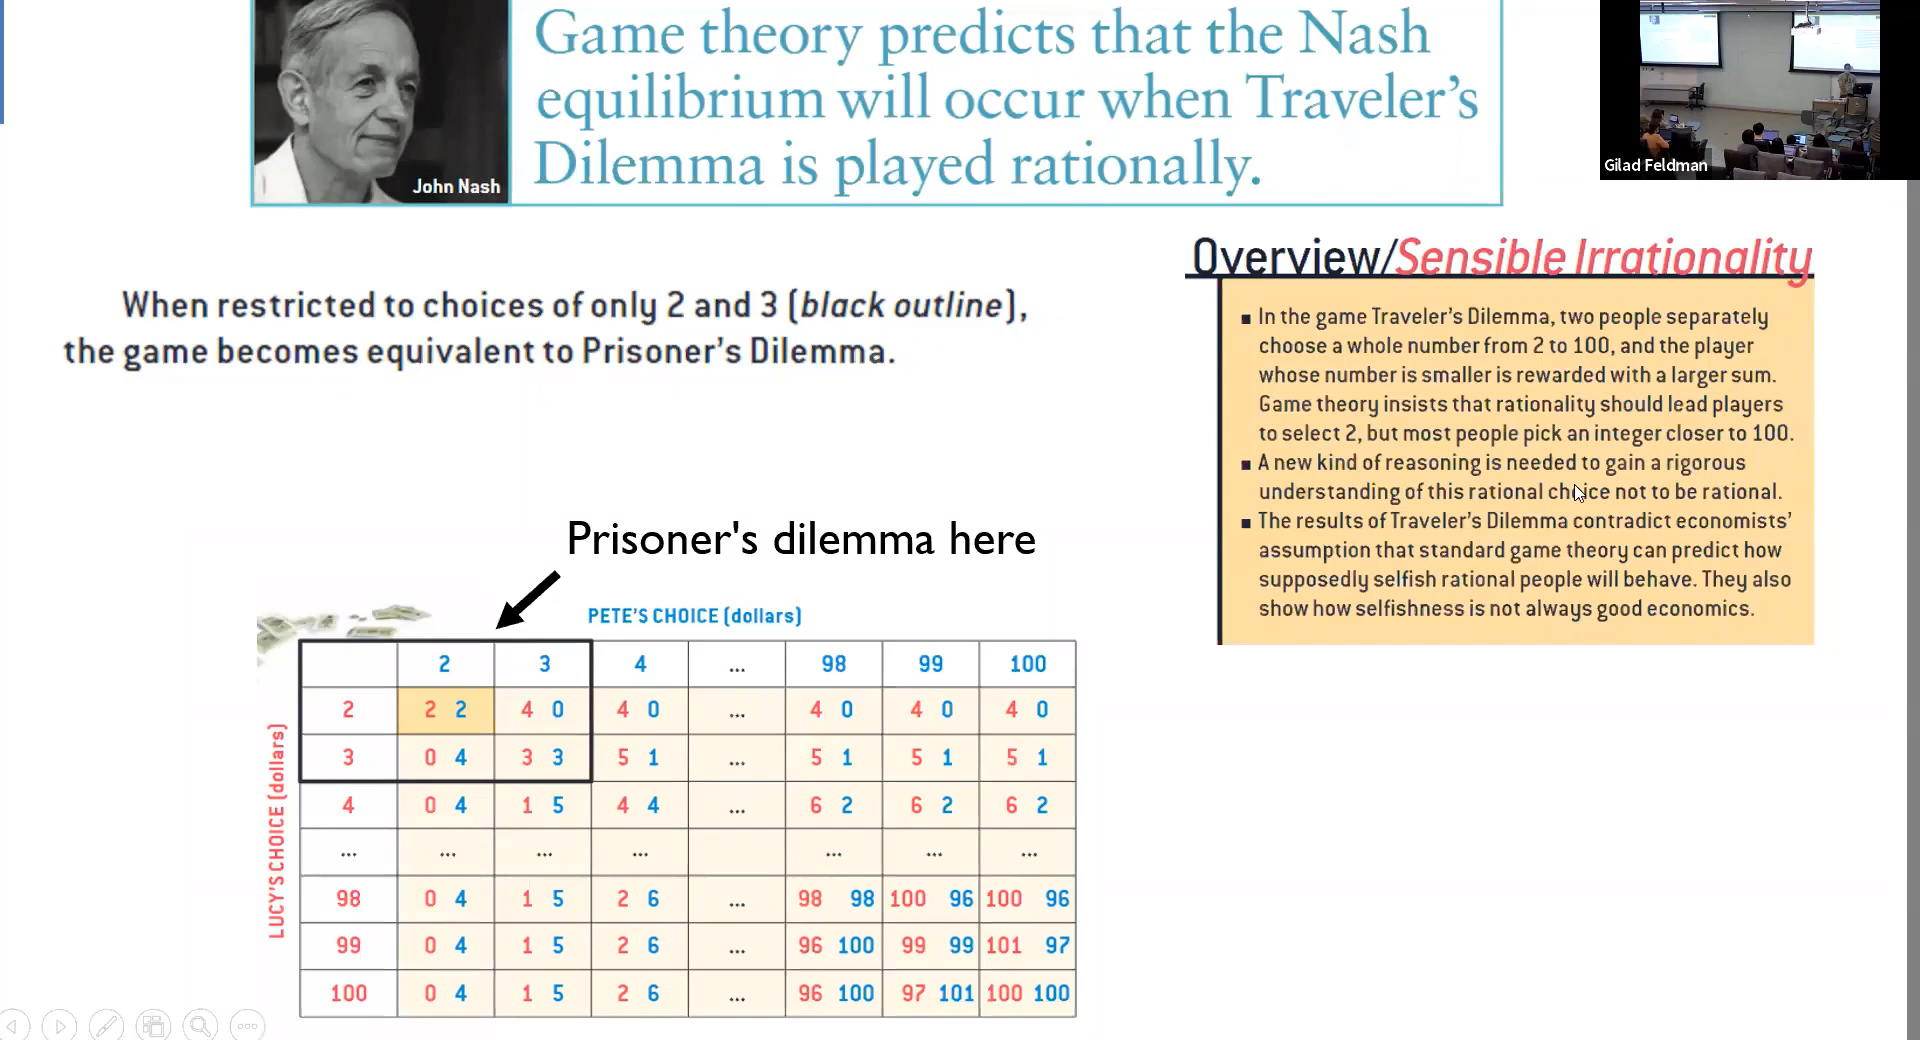 Game theory predicts that the Nash
equilibrium will occur when Traveler's
Dilemma is played rationally.
John Nash
Gilad Feldman
When restricted to choices of only 2 and 3 (black outline),
the game becomes equivalent to Prisoner's Dilemma.
Overview/Sensible Irrationality
▪ In the game Traveler's Dilemma, two people separately
choose a whole number from 2 to 100, and the player
whose number is smaller is rewarded with a larger sum.
Game theory insists that rationality should lead players
to select 2, but most people pick an integer closer to 100.
▪ A new kind of reasoning is needed to gain a rigorous
understanding of this rational choice not to be rational.
▪ The results of Traveler's Dilemma contradict economists'
assumption that standard game theory can predict how
supposedly selfish rational people will behave. They also
show how selfishness is not always good economics.
Prisoner's dilemma here
PETE'S CHOICE (dollars)
LUCY'S CHOICE (dollars)
2 3 4 ... 98 99 100
2 2 2 4 0 4 0 ... 4 0 4 0 4 0
3 0 4 3 3 5 1 ... 5 1 5 1 5 1
4 0 4 1 5 4 4 ... 6 2 6 2 6 2
... ... ... ... ... ... ...
98 0 4 1 5 2 6 ... 98 98 100 96 100 96
99 0 4 1 5 2 6 ... 96 100 99 99 101 97
100 0 4 1 5 2 6 ... 96 100 97 101 100 100